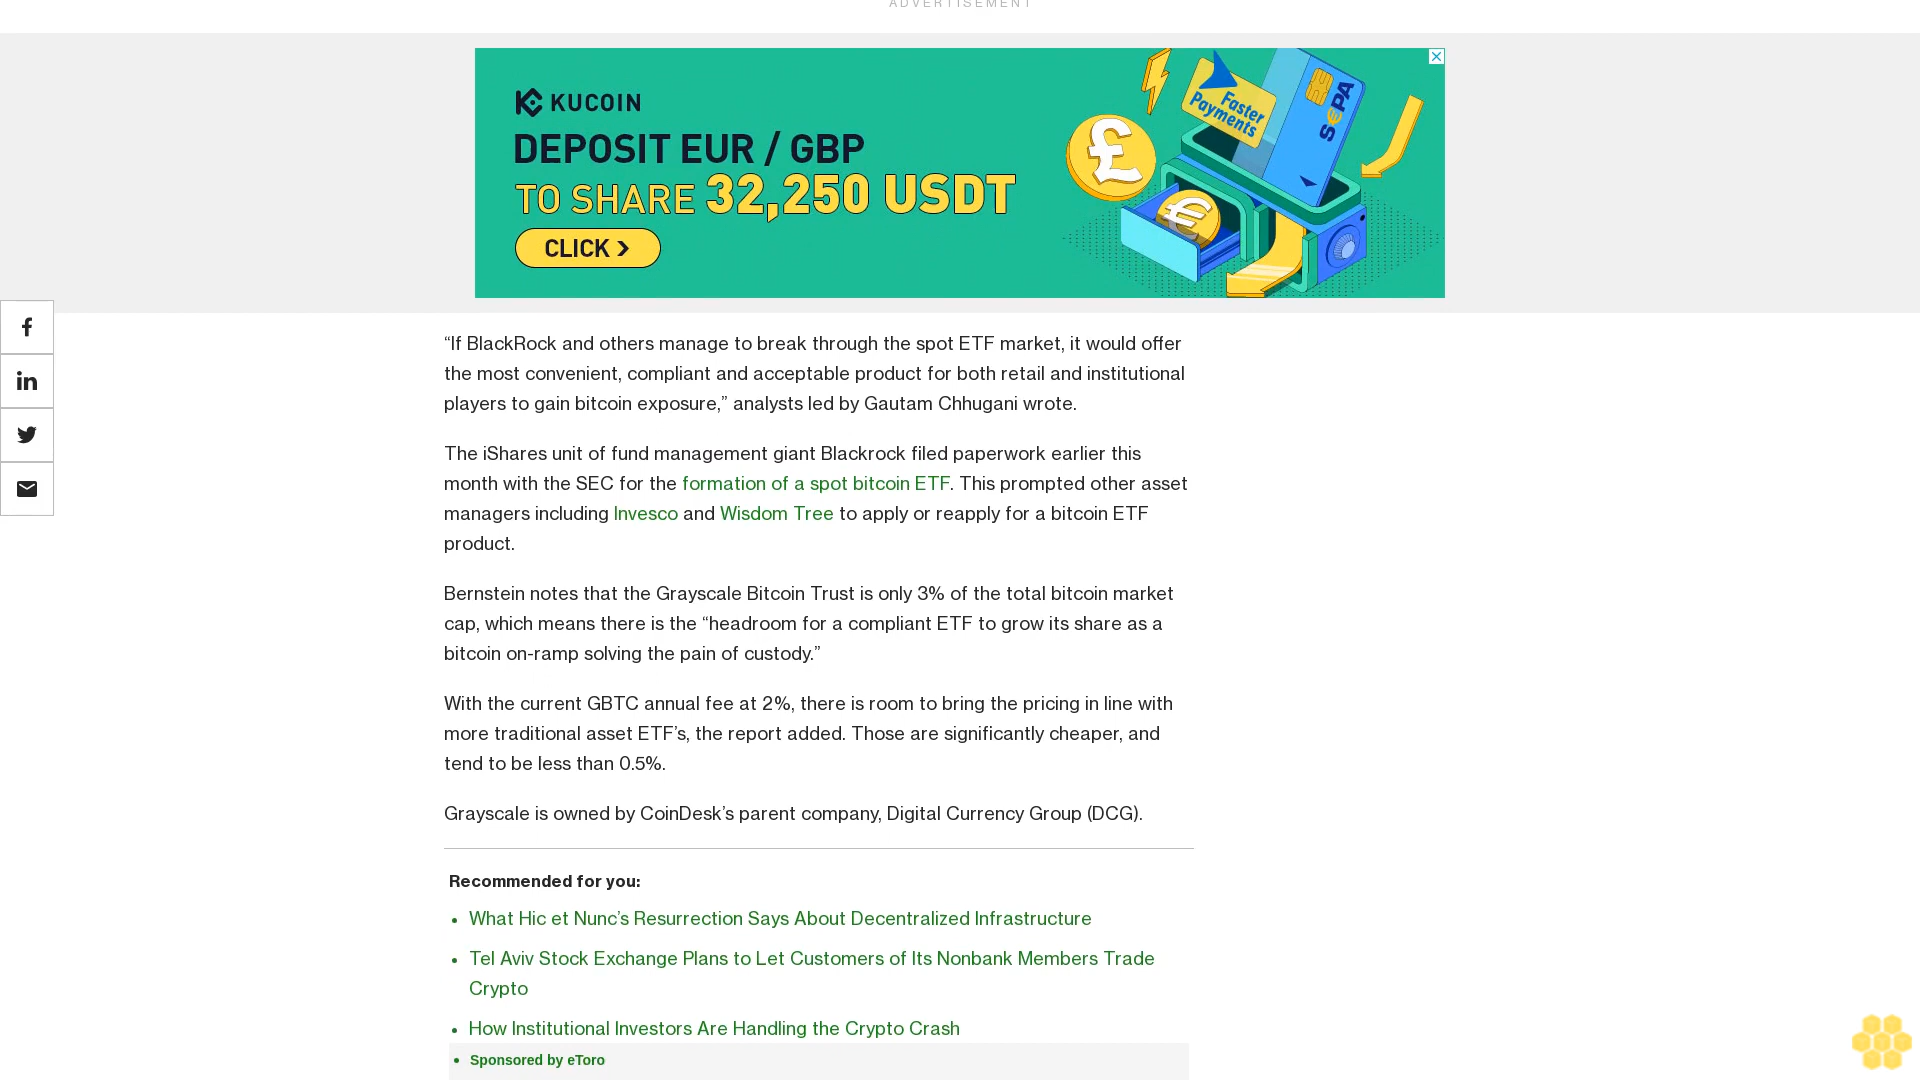 ADVERTISEMENT
KUCOIN
DEPOSIT EUR / GBP
TO SHARE 32,250 USDT
CLICK >
Faster
Payments
S€PA
“If BlackRock and others manage to break through the spot ETF market, it would offer
the most convenient, compliant and acceptable product for both retail and institutional
players to gain bitcoin exposure,” analysts led by Gautam Chhugani wrote.
The iShares unit of fund management giant Blackrock filed paperwork earlier this
month with the SEC for the formation of a spot bitcoin ETF. This prompted other asset
managers including Invesco and Wisdom Tree to apply or reapply for a bitcoin ETF
product.
Bernstein notes that the Grayscale Bitcoin Trust is only 3% of the total bitcoin market
cap, which means there is the “headroom for a compliant ETF to grow its share as a
bitcoin on-ramp solving the pain of custody.”
With the current GBTC annual fee at 2%, there is room to bring the pricing in line with
more traditional asset ETF’s, the report added. Those are significantly cheaper, and
tend to be less than 0.5%.
Grayscale is owned by CoinDesk’s parent company, Digital Currency Group (DCG).
Recommended for you:
• What Hic et Nunc’s Resurrection Says About Decentralized Infrastructure
• Tel Aviv Stock Exchange Plans to Let Customers of Its Nonbank Members Trade
Crypto
• How Institutional Investors Are Handling the Crypto Crash
• Sponsored by eToro